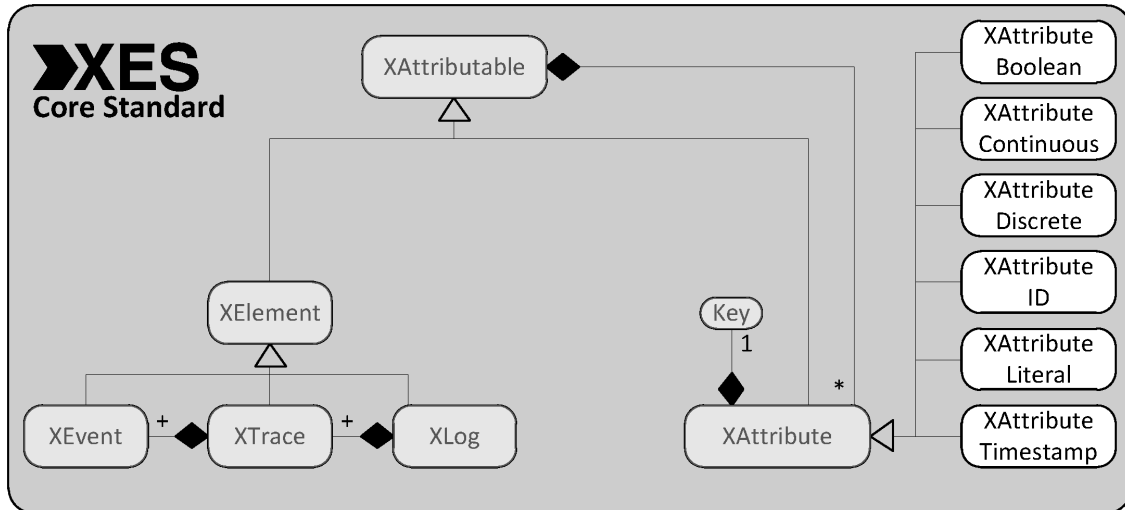 XES
Core Standard
XAttributable
XAttribute
Boolean
XAttribute
Continuous
XAttribute
Discrete
XAttribute
ID
XElement
Key
1
XAttribute
Literal
*
+
+
XEvent
XTrace
XLog
XAttribute
XAttribute
Timestamp